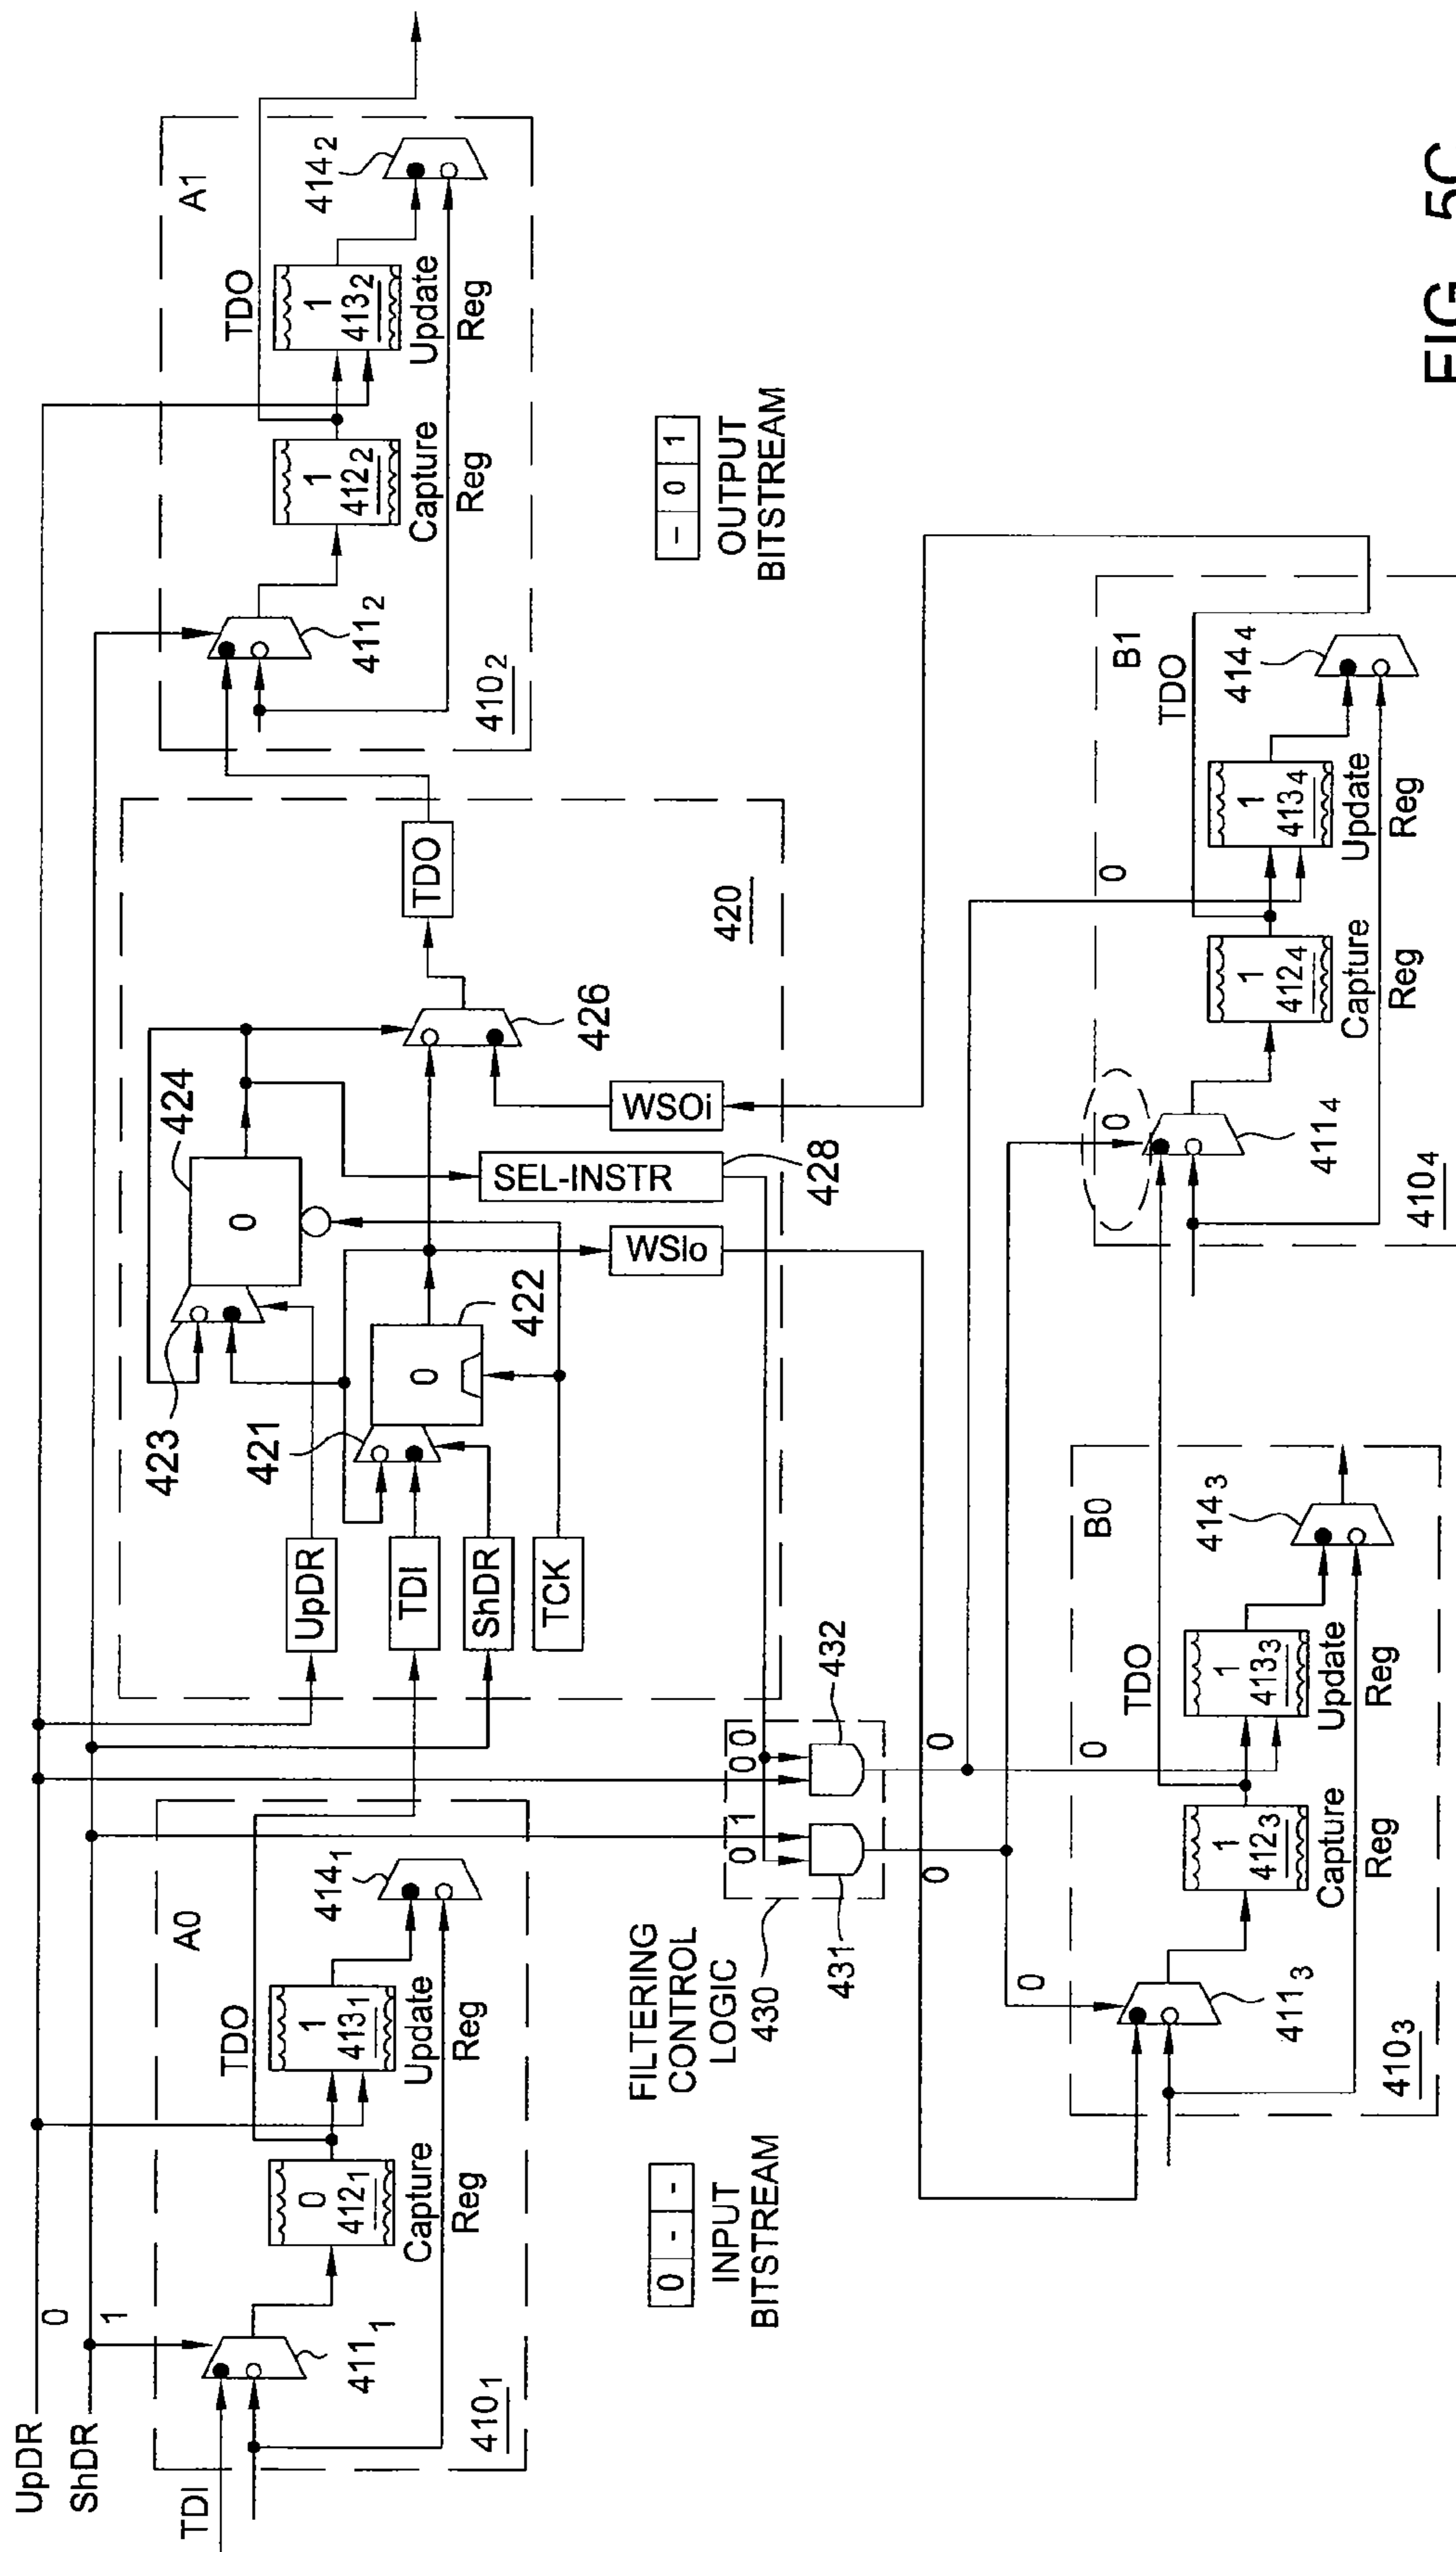 UpDR
ShDR
0
1
TDI
TDO
A0
411₁
0
412₁
Capture
Reg
1
413₁
Update
Reg
414₁
410₁
UpDR
TDI
ShDR
TCK
421
0
422
423
0
424
WSIo
SEL-INSTR
428
WSOi
426
TDO
420
TDO
A1
411₂
1
412₂
Capture
Reg
1
413₂
Update
Reg
414₂
410₂
0 - -
INPUT
BITSTREAM
FILTERING
CONTROL
LOGIC
430
0 1 0 0
431
432
0
0
- 0 1
OUTPUT
BITSTREAM
TDO
B0
0
411₃
1
412₃
Capture
Reg
0
1
413₃
Update
Reg
414₃
410₃
TDO
B1
0
411₄
1
412₄
Capture
Reg
0
1
413₄
Update
Reg
414₄
410₄
FIG. 5C